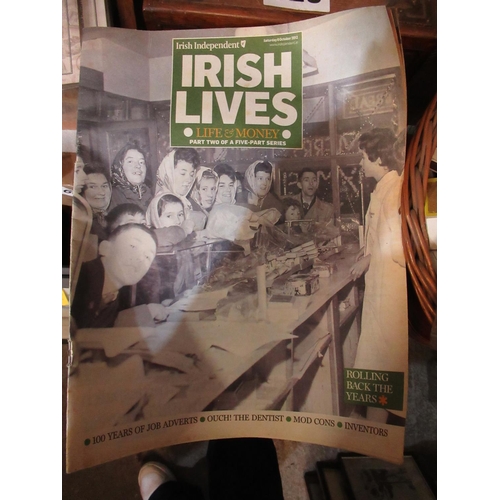 Irish Independent
IRISH
LIVES
• LIFE & MONEY •
PART TWO OF A FIVE-PART SERIES
ROLLING
BACK THE
YEARS
• 100 YEARS OF JOB ADVERTS • OUCH! THE DENTIST • MOD CONS • INVENTORS